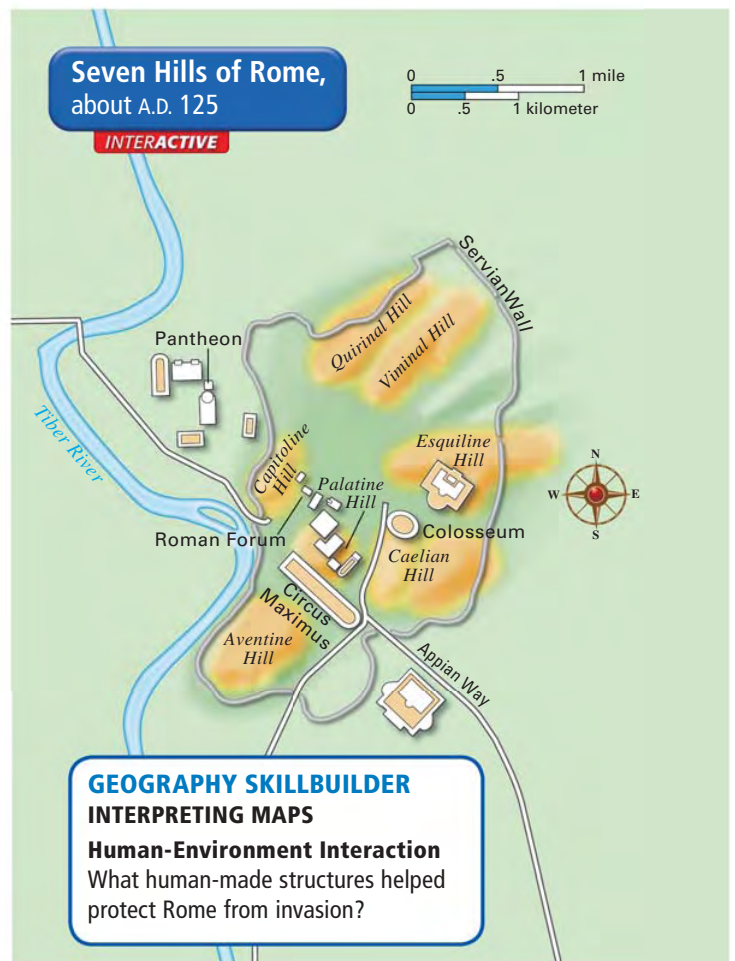 Seven Hills of Rome,
about A.D. 125
INTERACTIVE
0 .5 1 mile
0 .5 1 kilometer
Servian Wall
Quirinal Hill
Viminal Hill
Pantheon
Tiber River
Capitoline
Hill
Esquiline
Hill
Palatine
Hill
N
W E
S
Roman Forum
Colosseum
Caelian
Hill
Circus
Maximus
Aventine
Hill
Appian Way
GEOGRAPHY SKILLBUILDER
INTERPRETING MAPS
Human-Environment Interaction
What human-made structures helped
protect Rome from invasion?